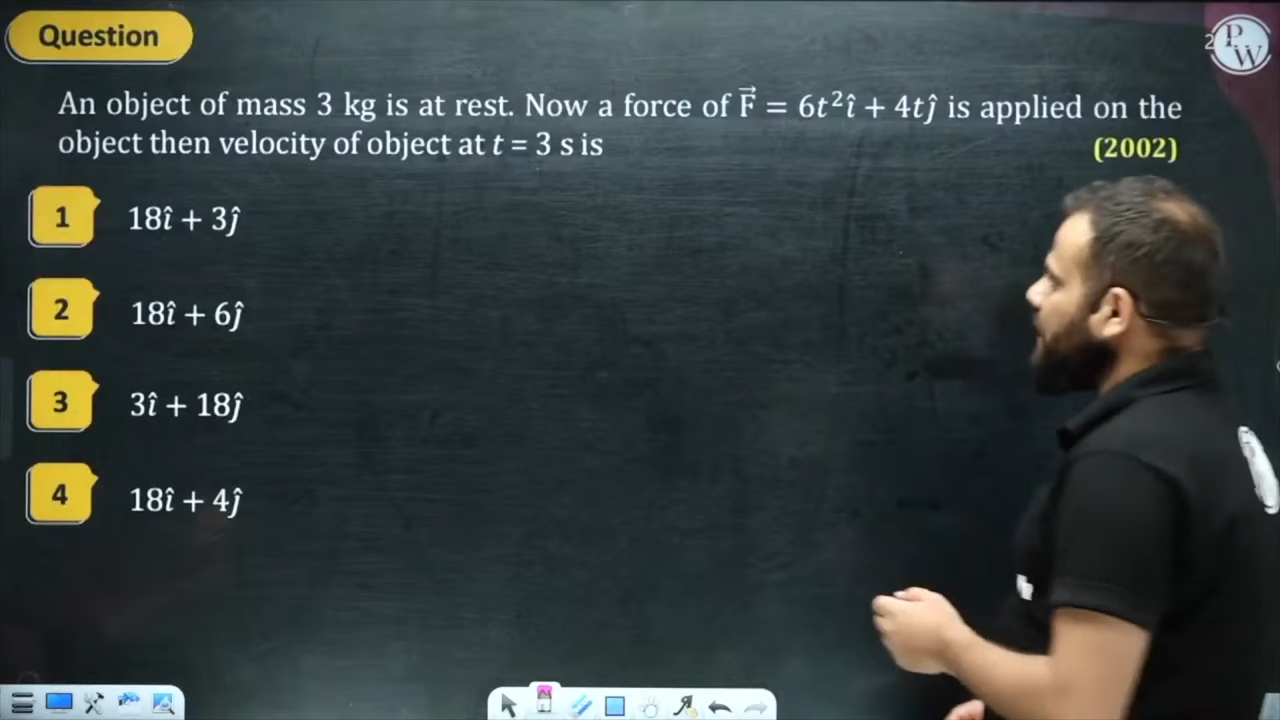 Question
An object of mass 3 kg is at rest. Now a force of F⃗ = 6t²î + 4tĵ is applied on the
object then velocity of object at t = 3 s is
(2002)
1 18î + 3ĵ
2 18î + 6ĵ
3 3î + 18ĵ
4 18î + 4ĵ
2
PW